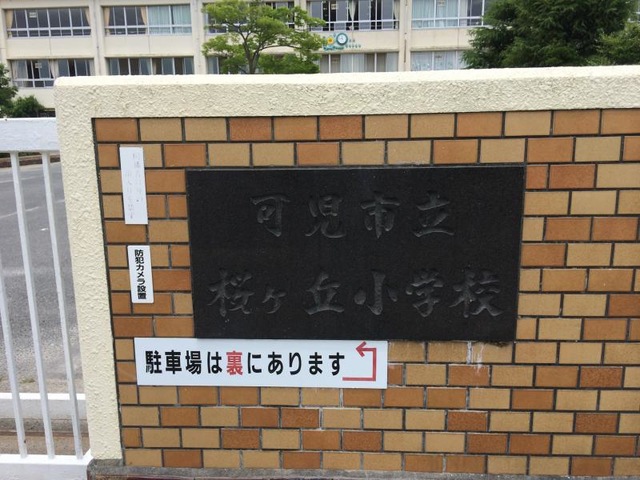 可児市立
桜ヶ丘小学校
防犯カメラ設置
駐車場は裏にあります